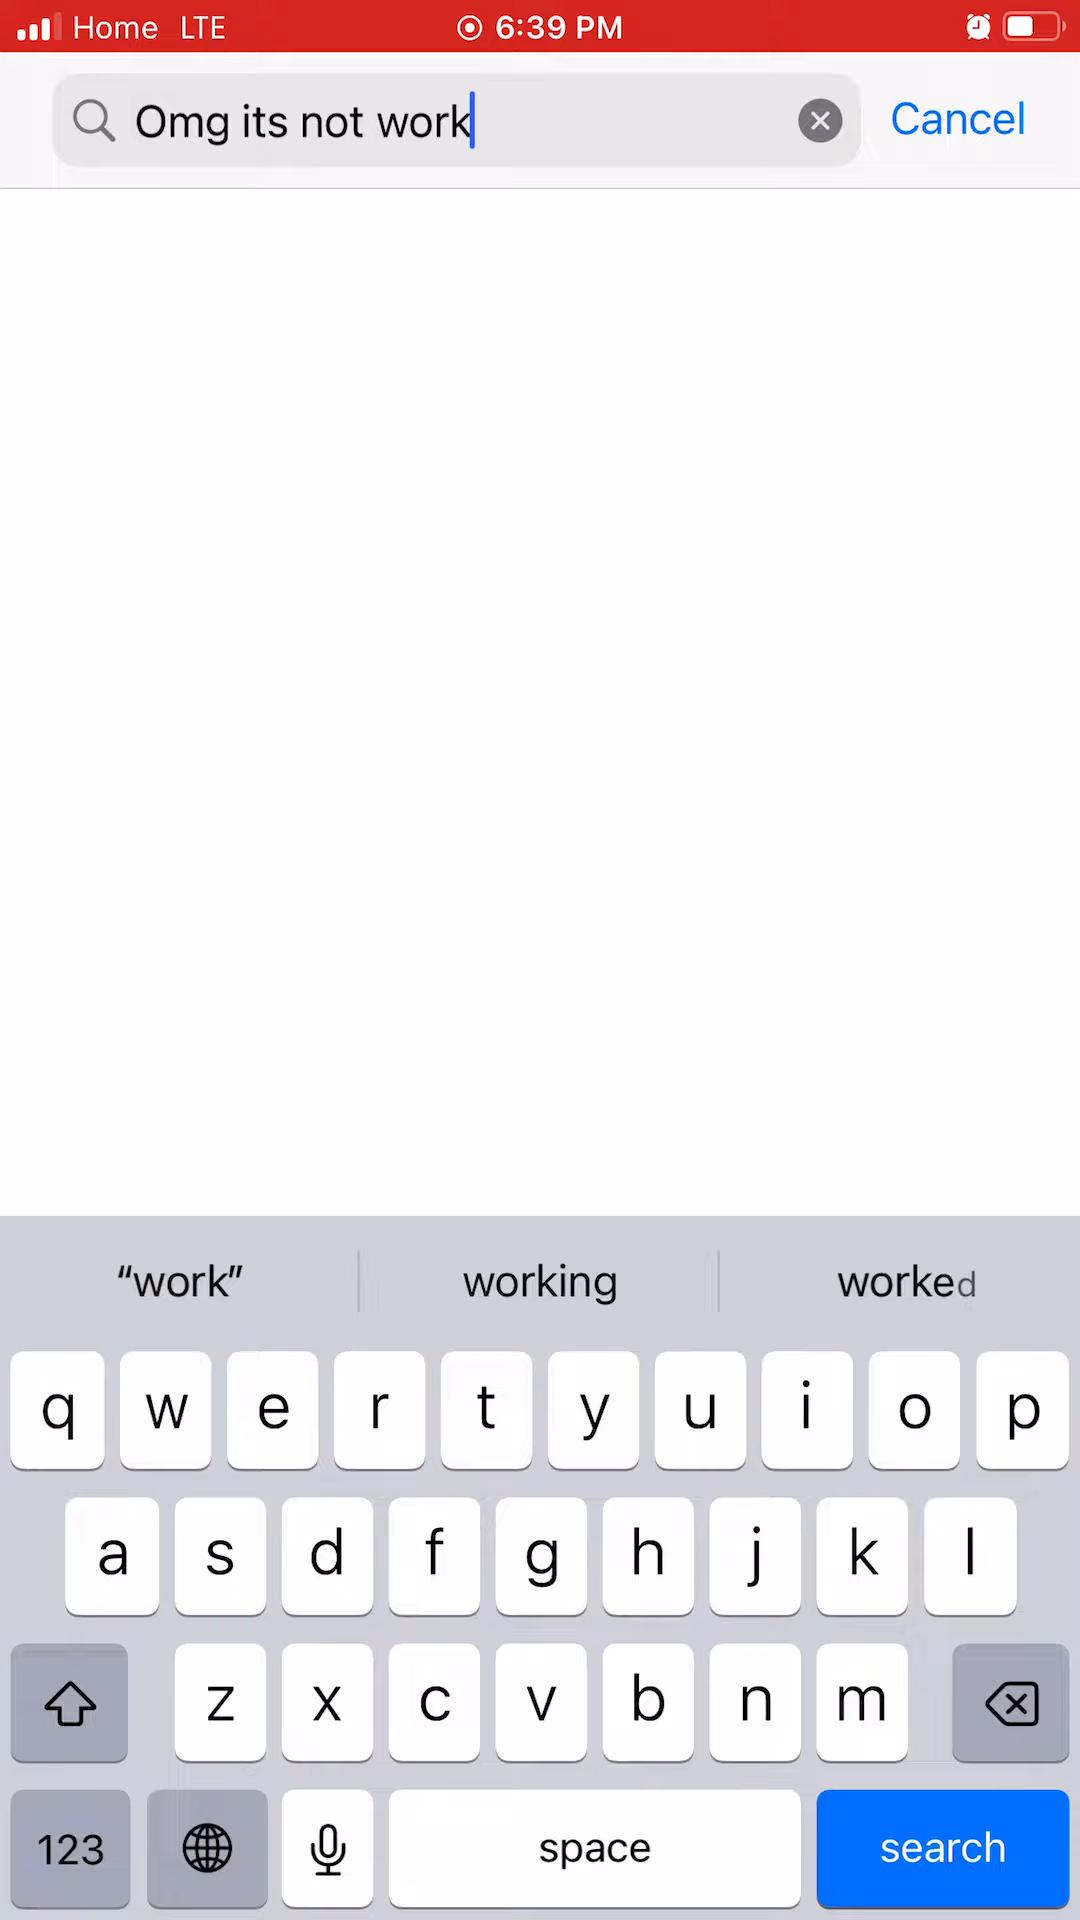 Home LTE 6:39 PM
Omg its not work Cancel
“work” working worked
q w e r t y u i o p
a s d f g h j k l
z x c v b n m
123 space search